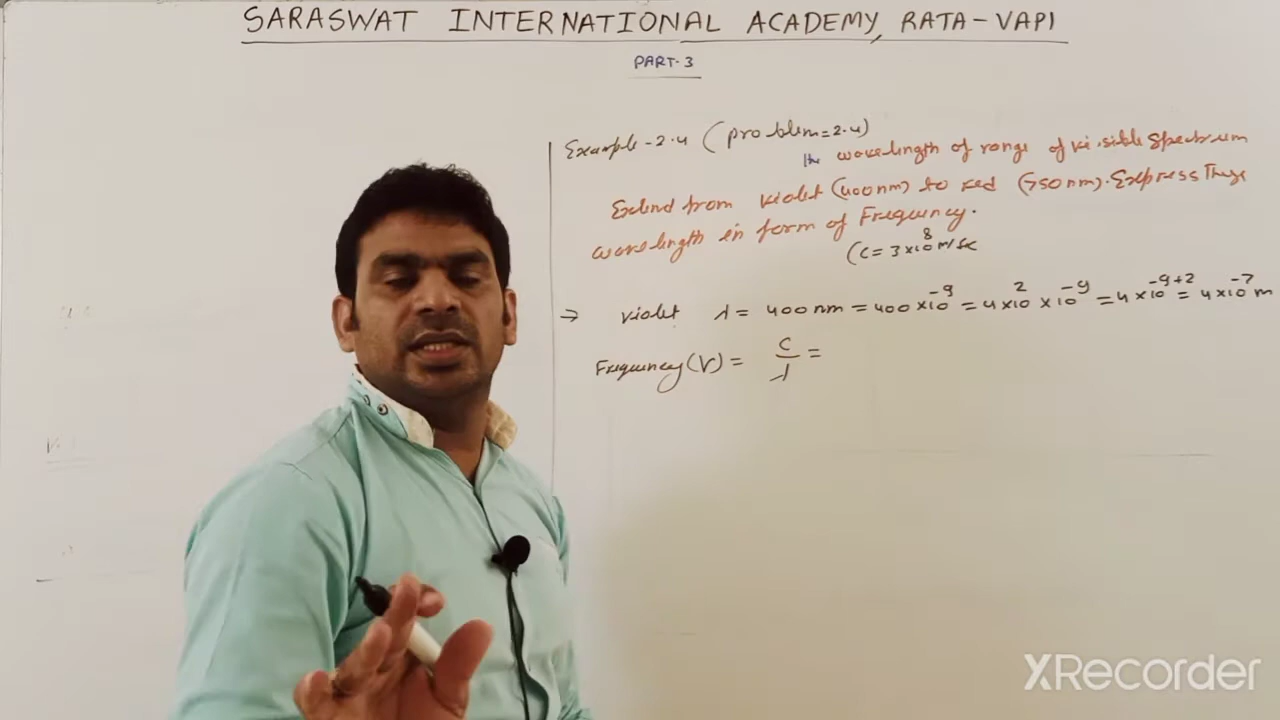 SARASWAT INTERNATIONAL ACADEMY, RATA-VAPI
PART-3
Example-2.4 (problem=2.4)
the wavelength of range of visible spectrum
Extend from violet (400nm) to red (750nm). Express These
wavelength in form of Frequency.
(C = 3×10⁸ m/sec
⇒ violet λ = 400nm = 400×10⁻⁹ = 4×10² ×10⁻⁹ = 4×10⁻⁹⁺² = 4×10⁻⁷ m
Frequency(ν) = C/λ =
XRecorder